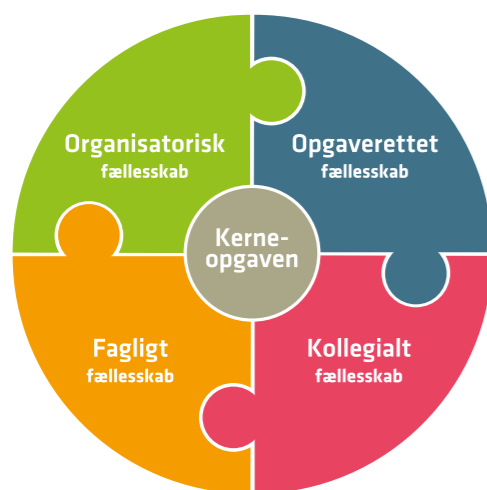 Organisatorisk
fællesskab
Opgaverettet
fællesskab
Kerne-
opgaven
Fagligt
fællesskab
Kollegialt
fællesskab